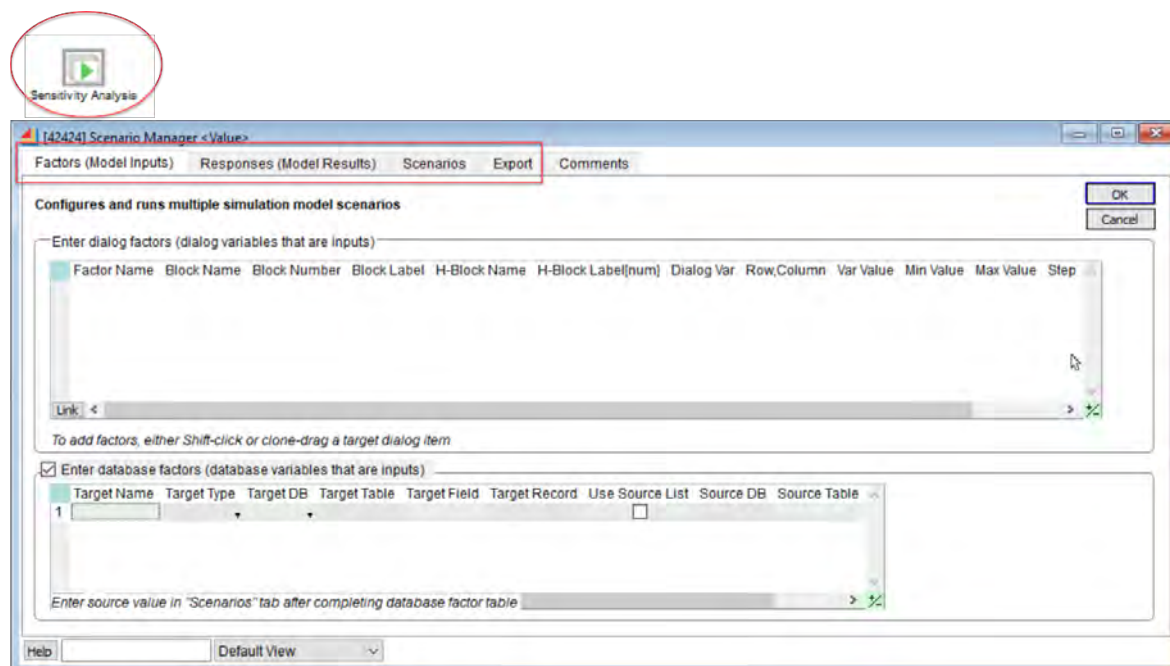 Sensitivity Analysis
[42424] Scenario Manager <Value>
Factors (Model Inputs) Responses (Model Results) Scenarios Export Comments
OK
Configures and runs multiple simulation model scenarios
Cancel
Enter dialog factors (dialog variables that are inputs)
Factor Name Block Name Block Number Block Label H-Block Name H-Block Label[num] Dialog Var Row,Column Var Value Min Value Max Value Step
Link
To add factors, either Shift-click or clone-drag a target dialog item
Enter database factors (database variables that are inputs)
Target Name Target Type Target DB Target Table Target Field Target Record Use Source List Source DB Source Table
1
Enter source value in "Scenarios" tab after completing database factor table
Help Default View